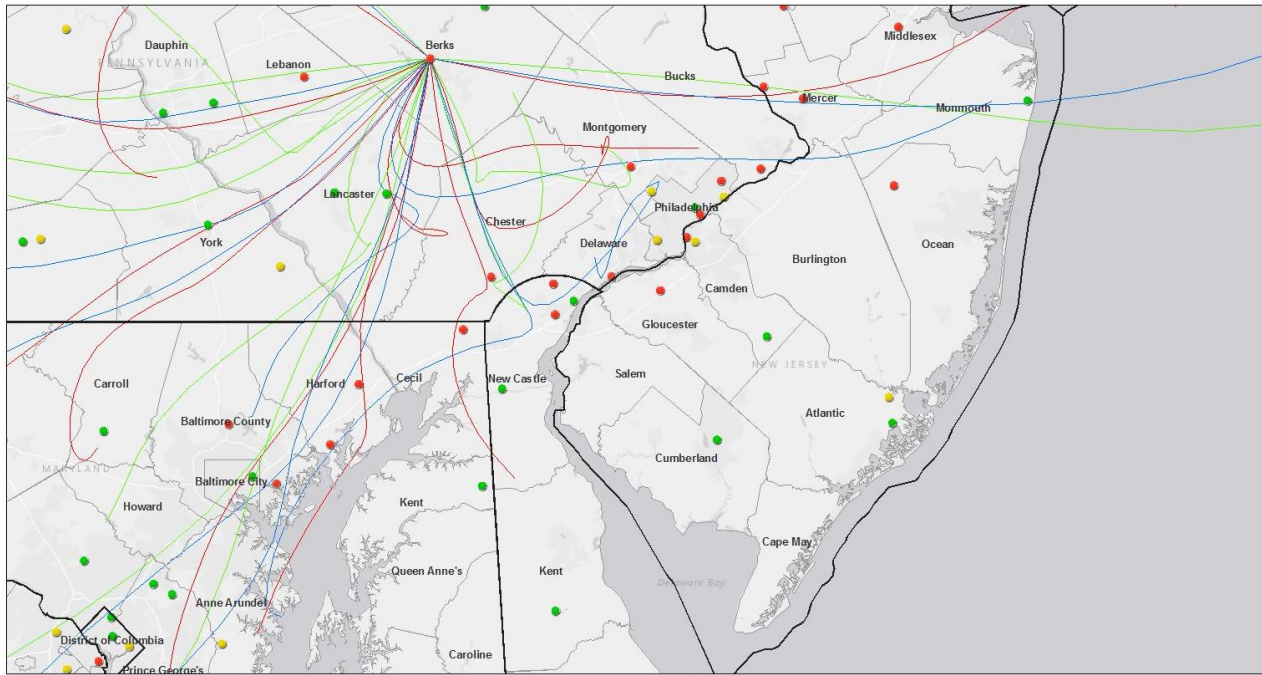 Berks
Middlesex
Dauphin
PENNSYLVANIA
Lebanon
Bucks
Mercer
Monmouth
Montgomery
Lancaster
Philadelphia
Chester
York
Delaware
Ocean
Burlington
Camden
Gloucester
NEW JERSEY
Salem
New Castle
Cecil
Harford
Carroll
Atlantic
Baltimore County
Cumberland
MARYLAND
Baltimore City
Kent
Howard
Cape May
Queen Anne's
Kent
Delaware Bay
Anne Arundel
District of Columbia
Caroline
Prince George's